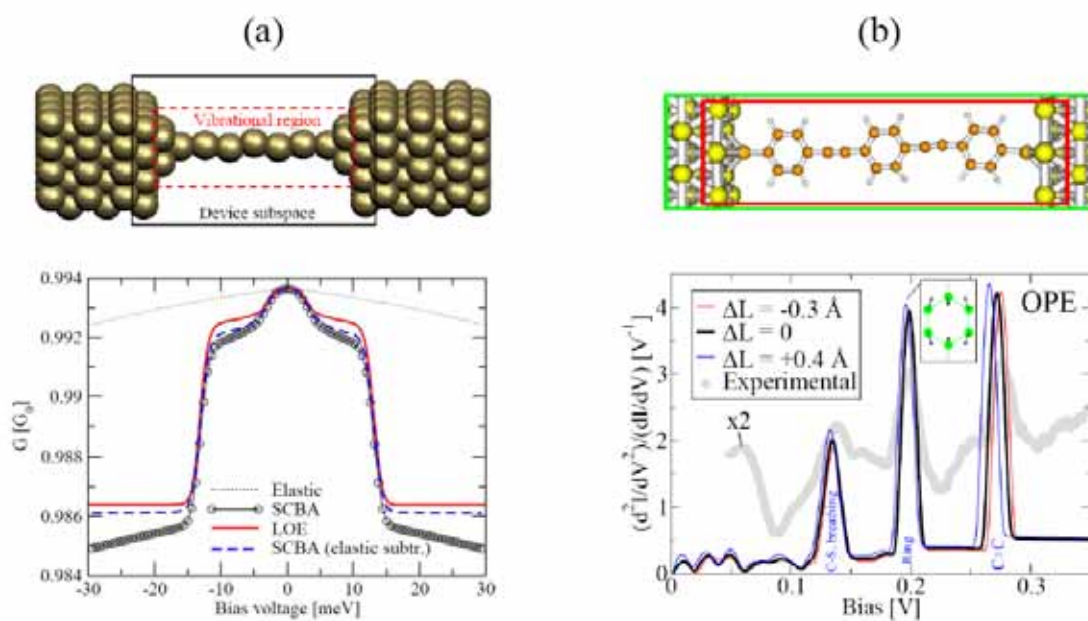 (a)
(b)
Vibrational region
Device subspace
0.994
0.992
0.99
0.988
0.986
0.984
G [G₀]
Elastic
SCBA
LOE
SCBA (elastic subtr.)
-30 -20 -10 0 10 20 30
Bias voltage [meV]
OPE
ΔL = -0.3 Å
ΔL = 0
ΔL = +0.4 Å
Experimental
x2
4
3
2
1
0
(d²I/dV²)/(dI/dV) [V⁻¹]
C-S, breathing
Ring
C≡C
0 0.1 0.2 0.3
Bias [V]